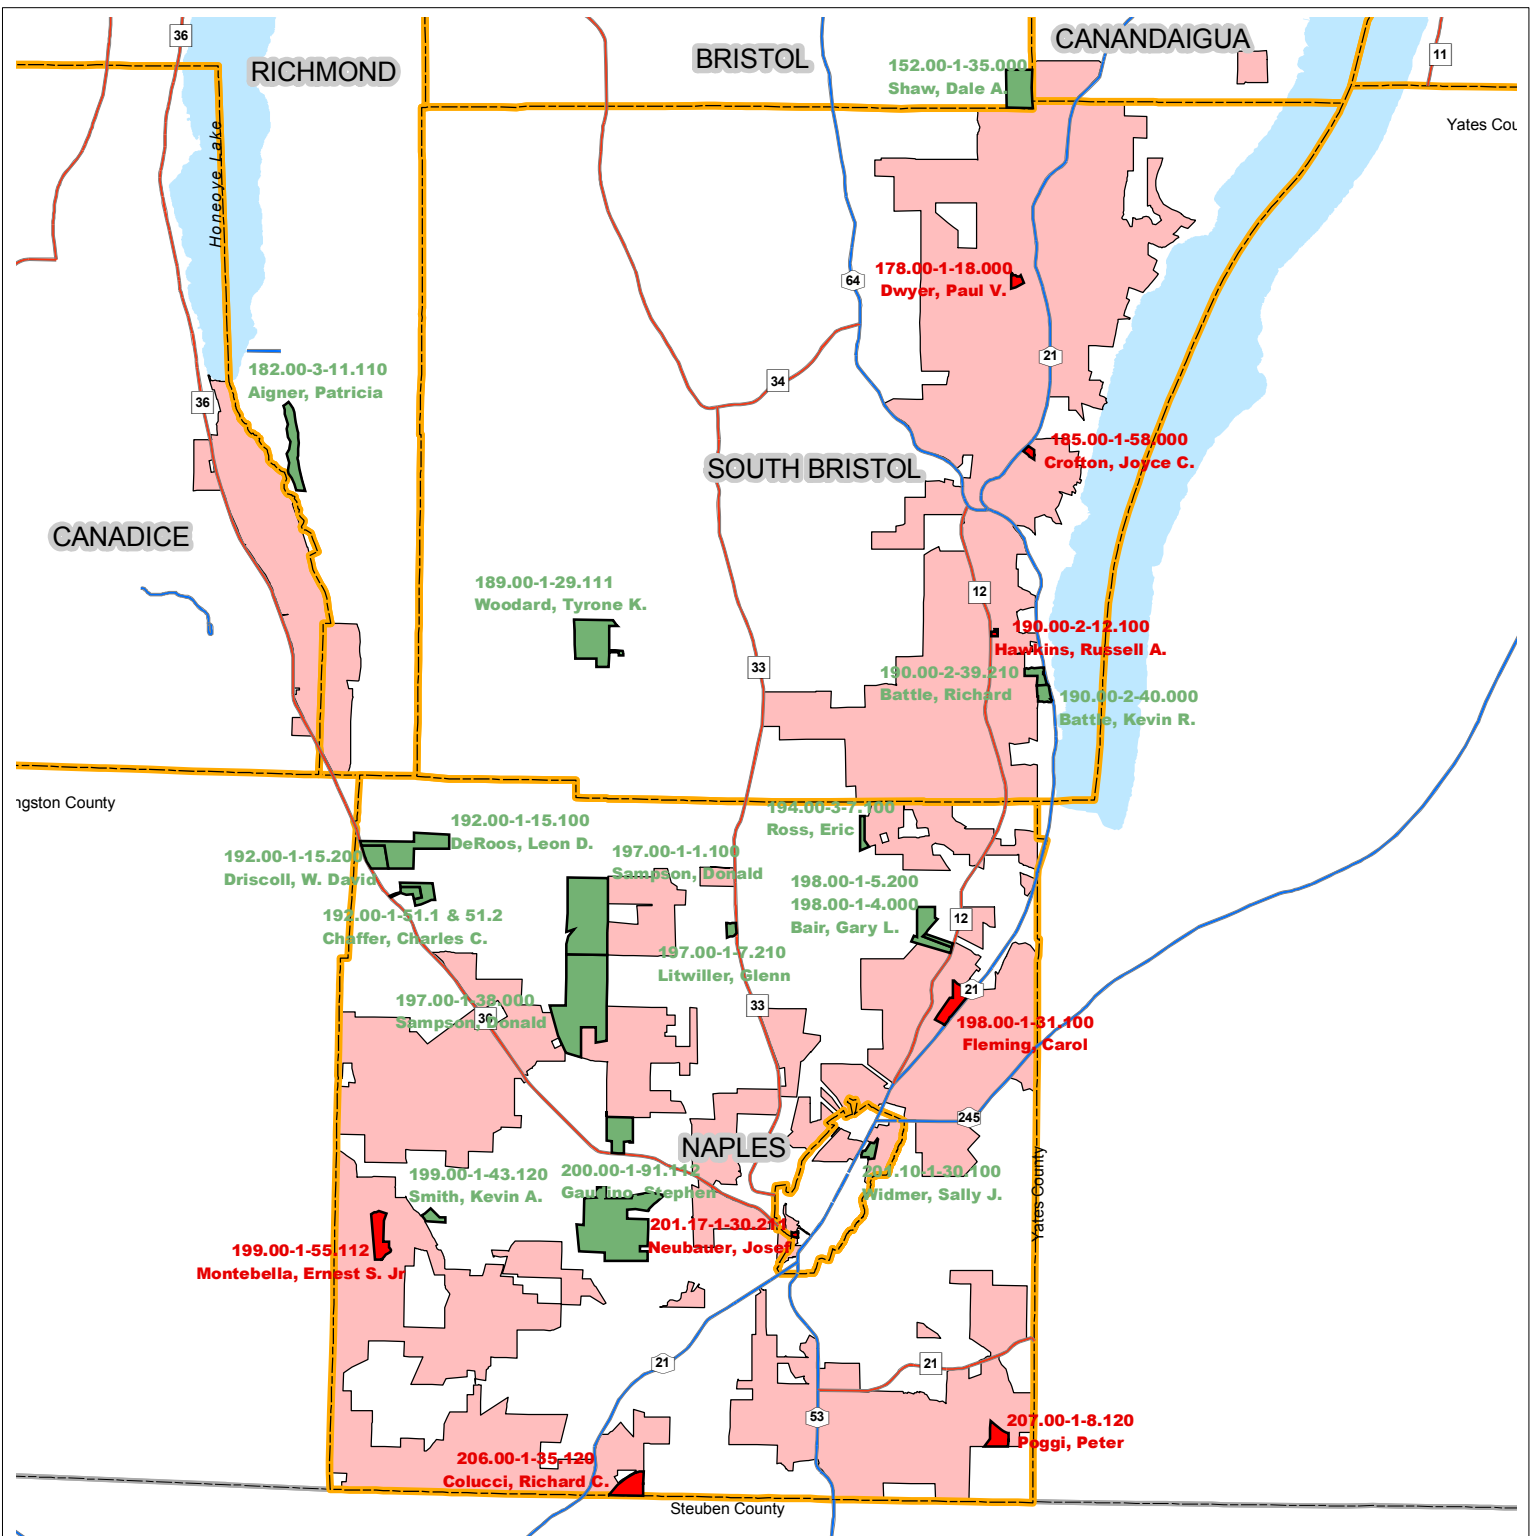 36
RICHMOND
BRISTOL
CANANDAIGUA
11
152.00-1-35.000
Shaw, Dale A.
Yates Cou
Honeoye Lake
178.00-1-18.000
Dwyer, Paul V.
64
21
182.00-3-11.110
Aigner, Patricia
34
36
185.00-1-58.000
Crofton, Joyce C.
SOUTH BRISTOL
CANADICE
189.00-1-29.111
Woodard, Tyrone K.
12
190.00-2-12.100
Hawkins, Russell A.
33
190.00-2-39.210
Battle, Richard
190.00-2-40.000
Battle, Kevin R.
ngston County
194.00-3-7.100
Ross, Eric
192.00-1-15.100
DeRoos, Leon D.
192.00-1-15.200
Driscoll, W. David
197.00-1-1.100
Sampson, Donald
198.00-1-5.200
198.00-1-4.000
Bair, Gary L.
192.00-1-51.1 & 51.2
Chaffer, Charles C.
12
197.00-1-7.210
Litwiller, Glenn
21
197.00-1-38.000
Sampson, Donald
36
33
198.00-1-31.100
Fleming, Carol
245
NAPLES
199.00-1-43.120
Smith, Kevin A.
200.00-1-91.112
Gaudino, Stephen
201.10-1-30.100
Widmer, Sally J.
Yates County
201.17-1-30.211
Neubauer, Josef
199.00-1-55.112
Montebella, Ernest S. Jr
21
21
53
207.00-1-8.120
Poggi, Peter
206.00-1-35.120
Colucci, Richard C.
Steuben County